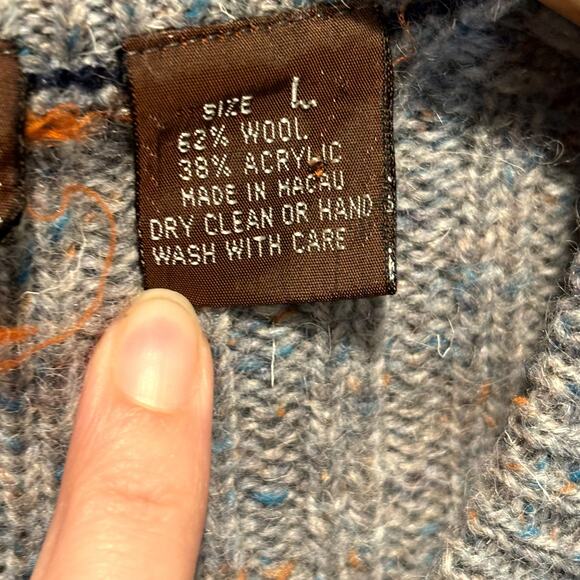 SIZE L
62% WOOL
38% ACRYLIC
MADE IN MACAU
DRY CLEAN OR HAND
WASH WITH CARE